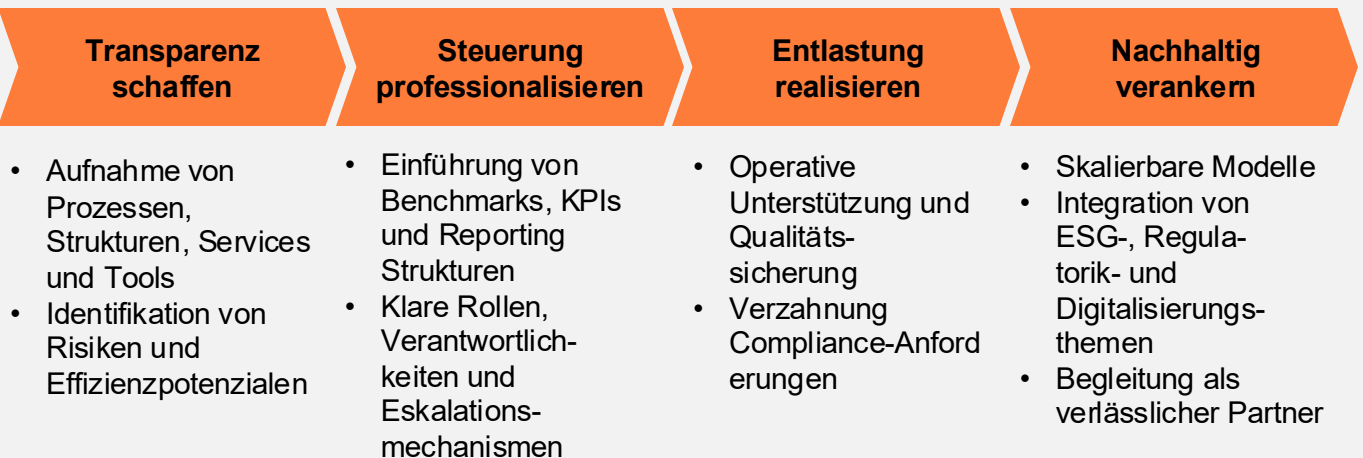 Transparenz
schaffen
Steuerung
professionalisieren
Entlastung
realisieren
Nachhaltig
verankern
• Aufnahme von
Prozessen,
Strukturen, Services
und Tools
• Identifikation von
Risiken und
Effizienzpotenzialen
• Einführung von
Benchmarks, KPIs
und Reporting
Strukturen
• Klare Rollen,
Verantwortlich-
keiten und
Eskalations-
mechanismen
• Operative
Unterstützung und
Qualitäts-
sicherung
• Verzahnung
Compliance-Anford
erungen
• Skalierbare Modelle
• Integration von
ESG-, Regula-
torik- und
Digitalisierungs-
themen
• Begleitung als
verlässlicher Partner